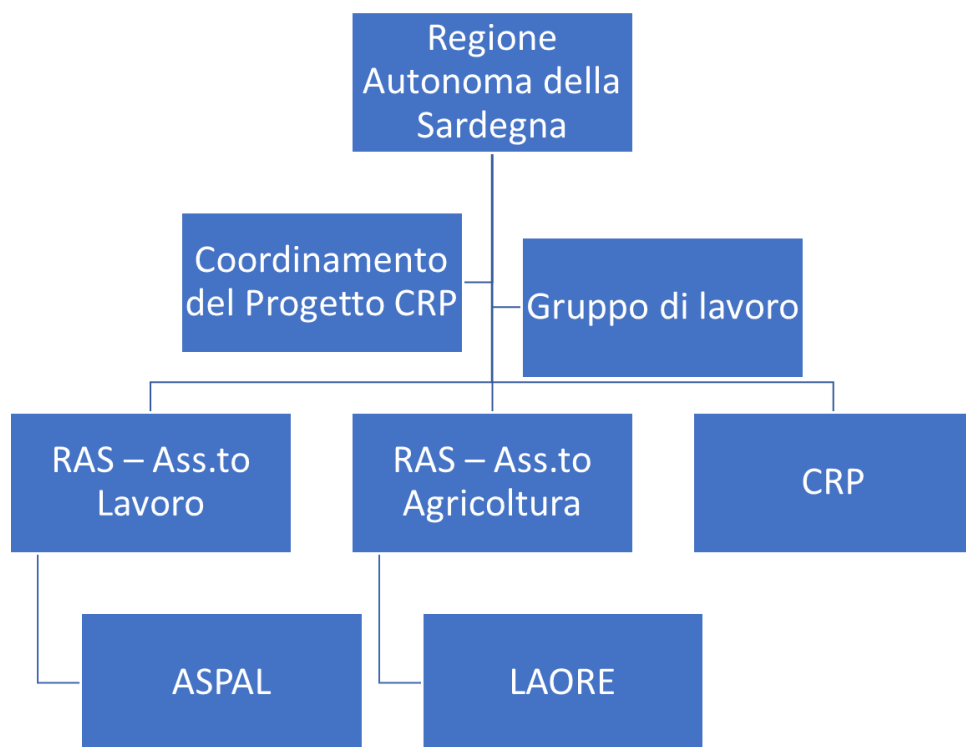 Regione
Autonoma della
Sardegna
Coordinamento
del Progetto CRP
Gruppo di lavoro
RAS – Ass.to
Lavoro
RAS – Ass.to
Agricoltura
CRP
ASPAL
LAORE